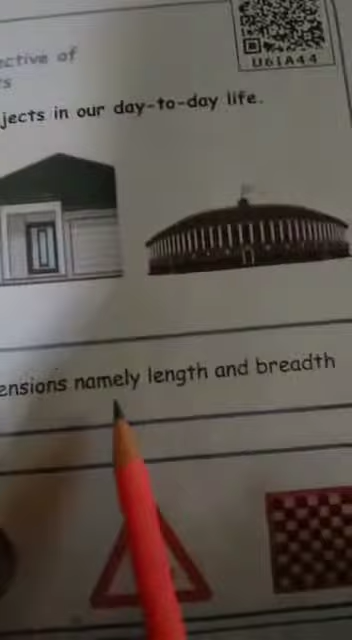 U61A44
ective of
s
jects in our day-to-day life.
ensions namely length and breadth